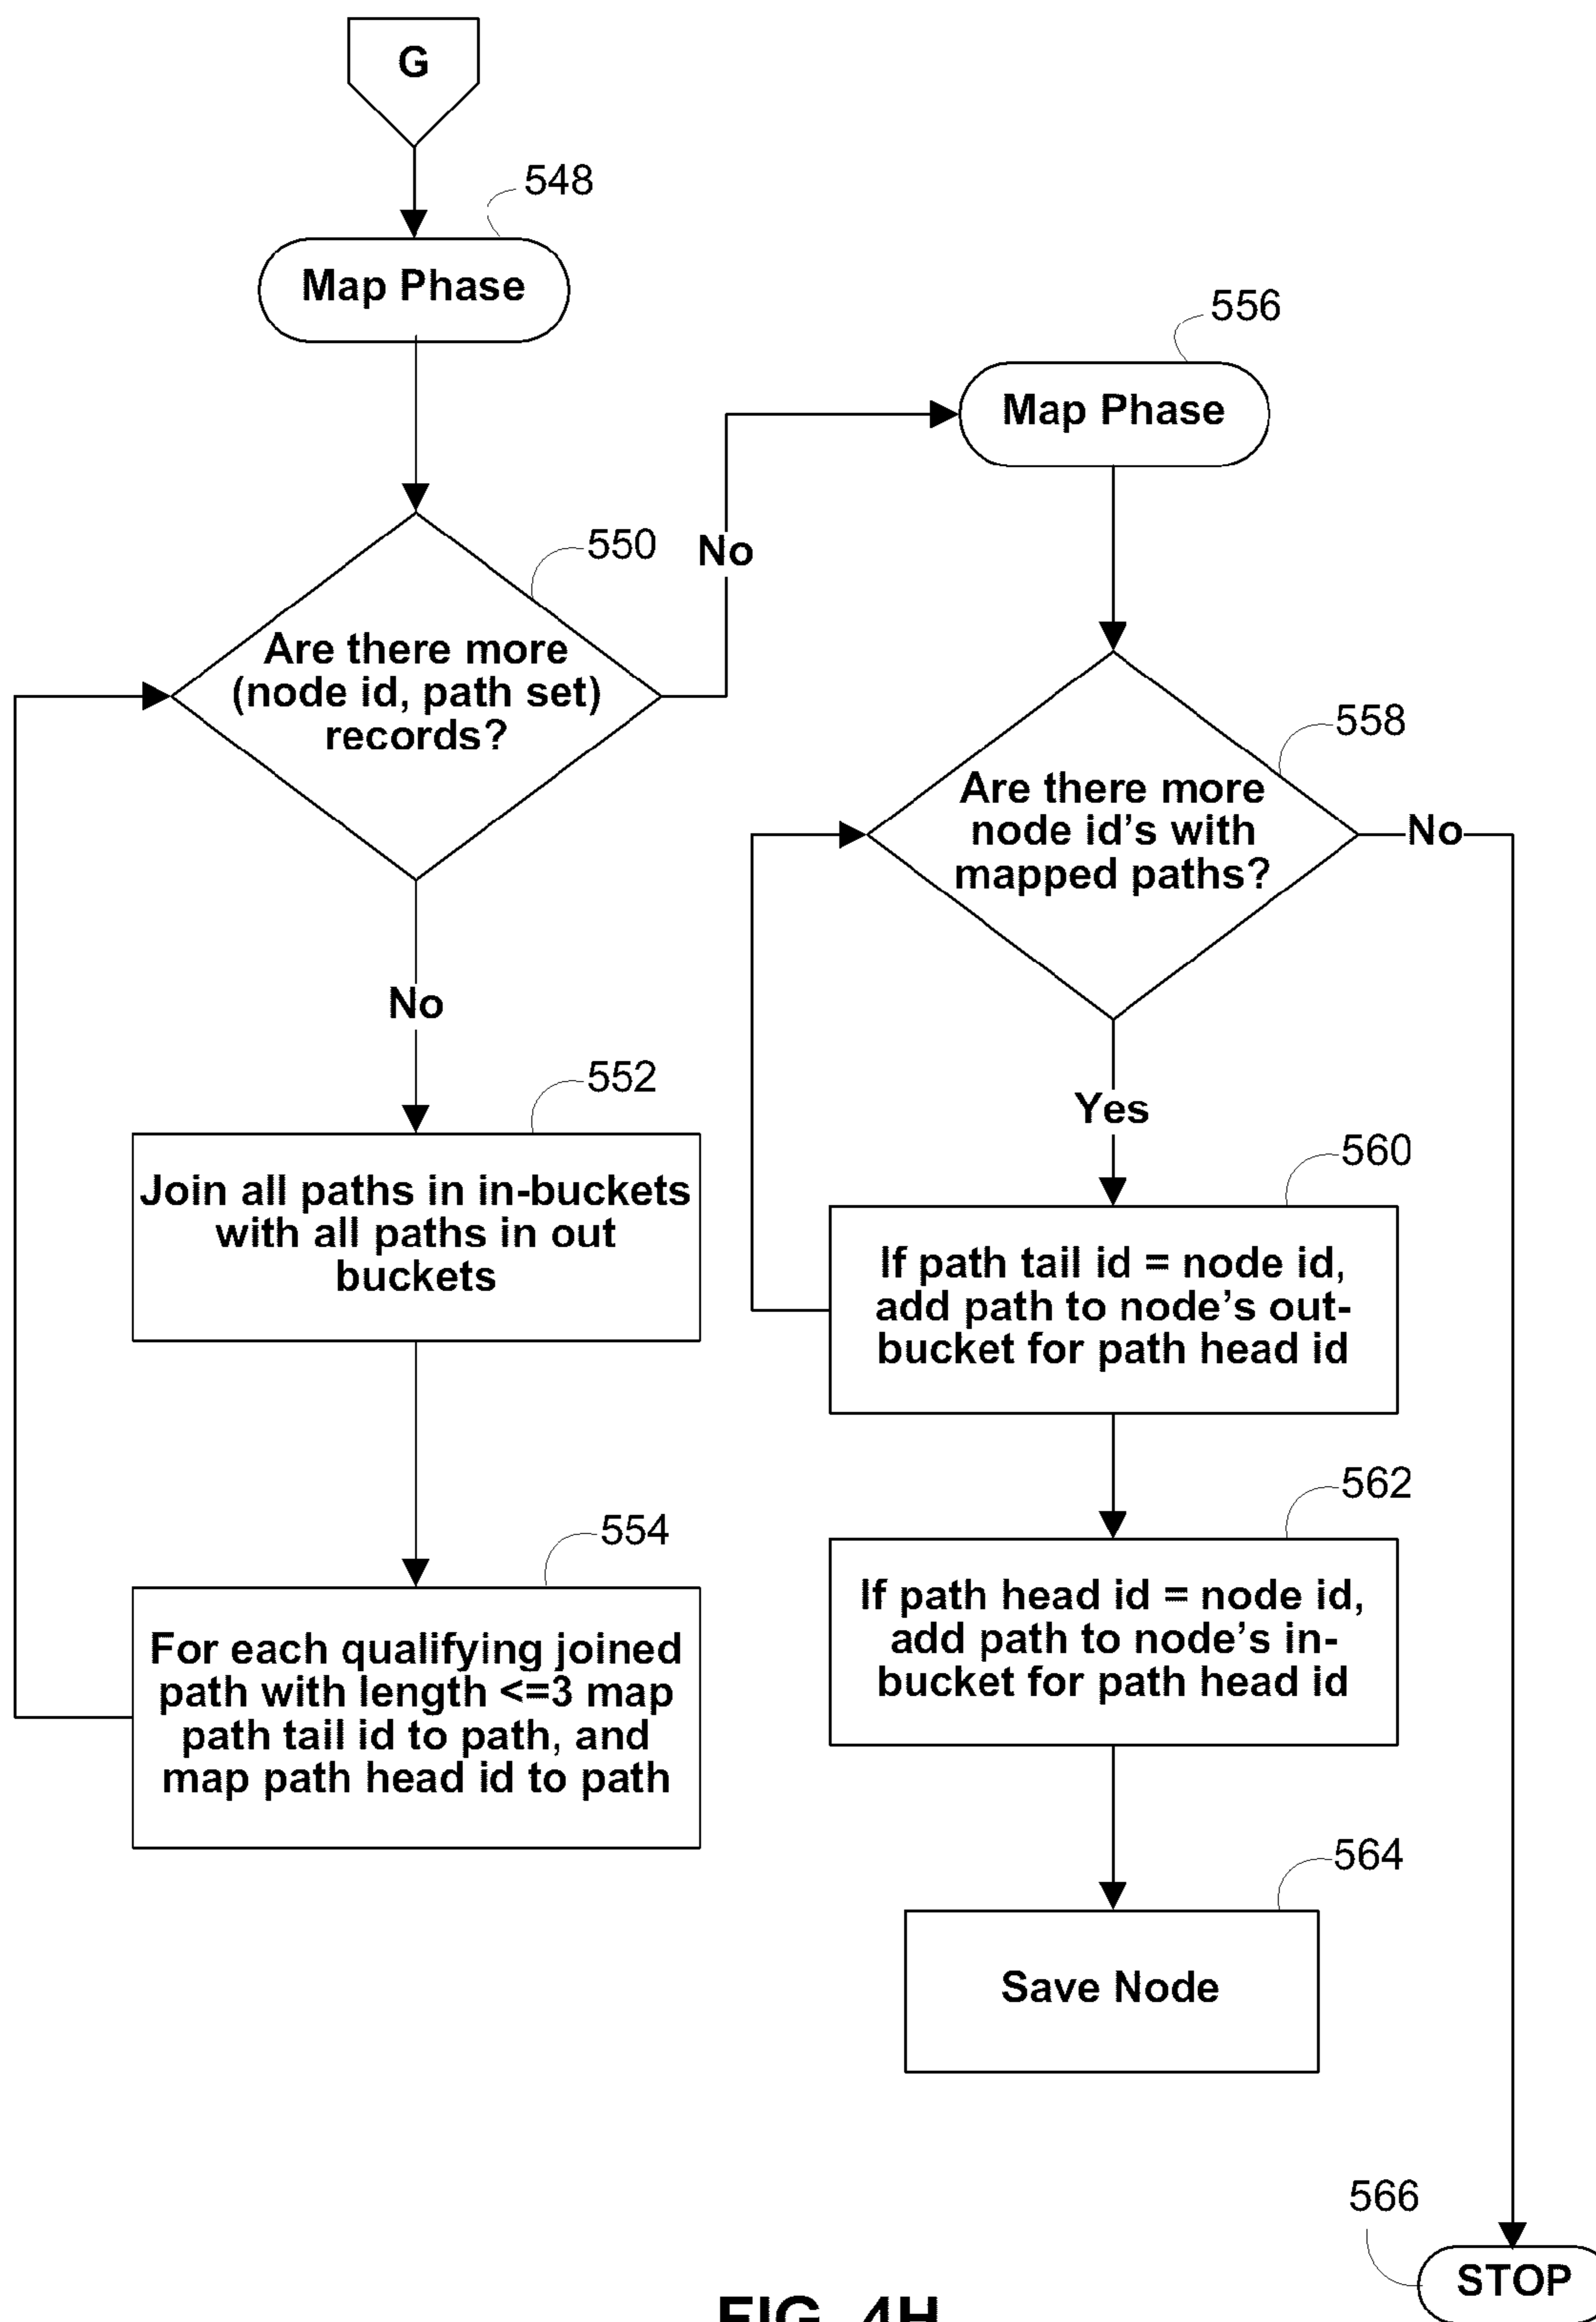 G
548
Map Phase
550
Are there more
(node id, path set)
records?
No
No
552
Join all paths in in-buckets
with all paths in out
buckets
554
For each qualifying joined
path with length <=3 map
path tail id to path, and
map path head id to path
556
Map Phase
558
Are there more
node id's with
mapped paths?
No
Yes
560
If path tail id = node id,
add path to node's out-
bucket for path head id
562
If path head id = node id,
add path to node's in-
bucket for path head id
564
Save Node
566
STOP
FIG. 4H